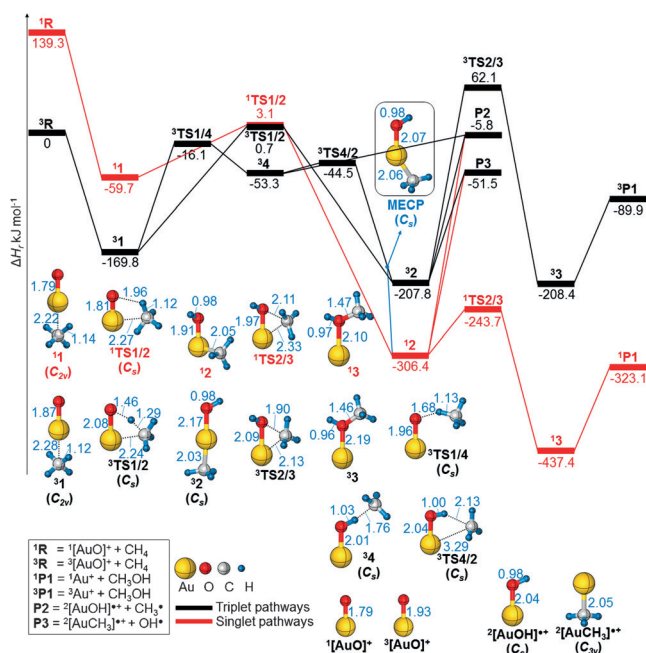 ¹R
139.3
³TS2/3
62.1
¹TS1/2
3.1
³TS1/2
0.7
0.98
2.07
2.06
MECP
(Cₛ)
P2
-5.8
³R
0
³TS1/4
-16.1
³4
-53.3
³TS4/2
-44.5
P3
-51.5
¹1
-59.7
³P1
-89.9
ΔH, kJ mol⁻¹
³1
-169.8
³2
-207.8
³3
-208.4
¹TS2/3
-243.7
¹2
-306.4
¹P1
-323.1
¹3
-437.4
1.79
2.22
1.14
¹1
(C₂ᵥ)
1.96
1.81
1.12
2.27
¹TS1/2
(Cₛ)
0.98
1.91
2.05
¹2
2.11
1.97
2.33
¹TS2/3
1.47
0.97
2.10
¹3
1.87
2.28
1.12
³1
(C₂ᵥ)
1.46
2.08
1.29
2.24
³TS1/2
(Cₛ)
0.98
2.17
2.03
³2
(Cₛ)
1.90
2.09
2.13
³TS2/3
1.46
0.96
2.19
³3
1.68
1.13
1.96
³TS1/4
(Cₛ)
1.03
1.76
2.01
³4
(Cₛ)
1.00
2.13
2.04
3.29
³TS4/2
(Cₛ)
¹R = ¹[AuO]⁺ + CH₄
³R = ³[AuO]⁺ + CH₄
¹P1 = ¹Au⁺ + CH₃OH
³P1 = ³Au⁺ + CH₃OH
P2 = ²[AuOH]•⁺ + CH₃•
P3 = ²[AuCH₃]•⁺ + OH•
Au O C H
Triplet pathways
Singlet pathways
1.79
¹[AuO]⁺
1.93
³[AuO]⁺
0.98
2.04
²[AuOH]•⁺
(Cₛ)
2.05
²[AuCH₃]•⁺
(C₃ᵥ)